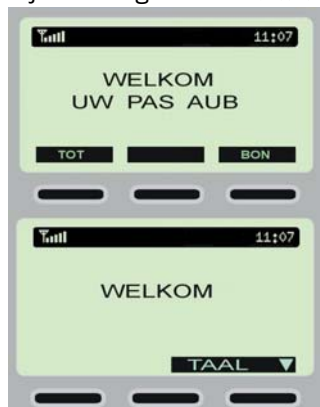 11:07
WELKOM
UW PAS AUB
TOT BON
11:07
WELKOM
TAAL